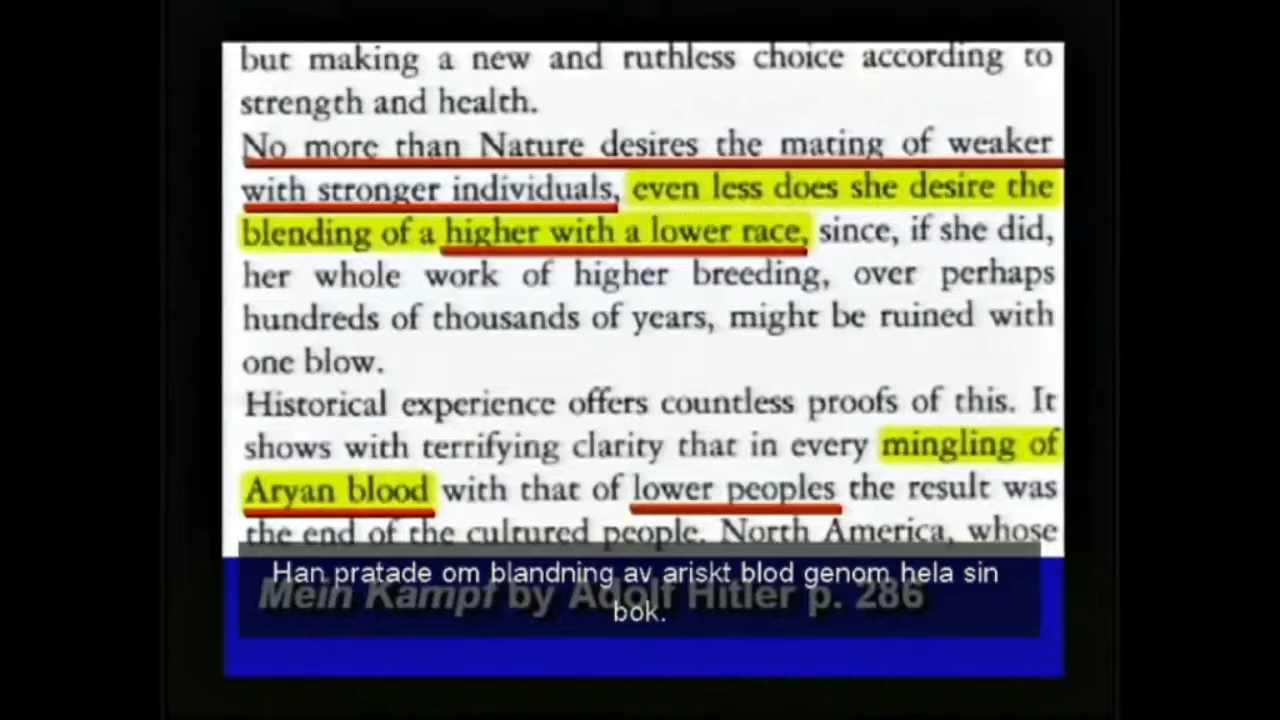 but making a new and ruthless choice according to
strength and health.
No more than Nature desires the mating of weaker
with stronger individuals, even less does she desire the
blending of a higher with a lower race, since, if she did,
her whole work of higher breeding, over perhaps
hundreds of thousands of years, might be ruined with
one blow.
Historical experience offers countless proofs of this. It
shows with terrifying clarity that in every mingling of
Aryan blood with that of lower peoples the result was
the end of the cultured people. North America, whose
Han pratade om blandning av ariskt blod genom hela sin
Mein Kampf by Adolf Hitler p. 286
bok.